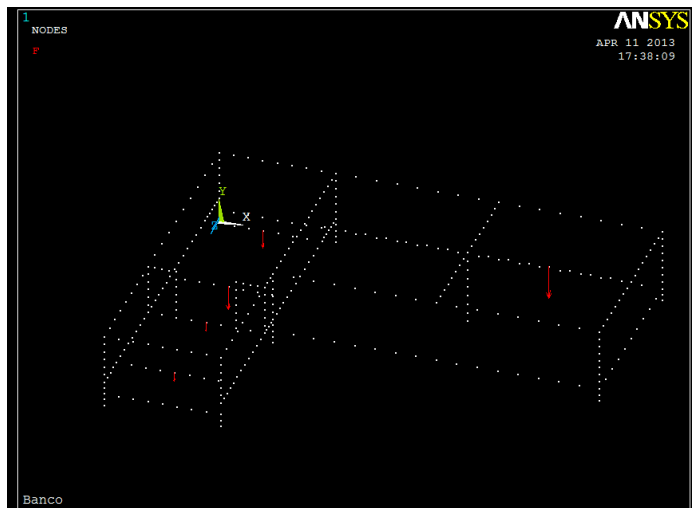 1
NODES
F
ANSYS
APR 11 2013
17:38:09
Y
X
Z
Banco